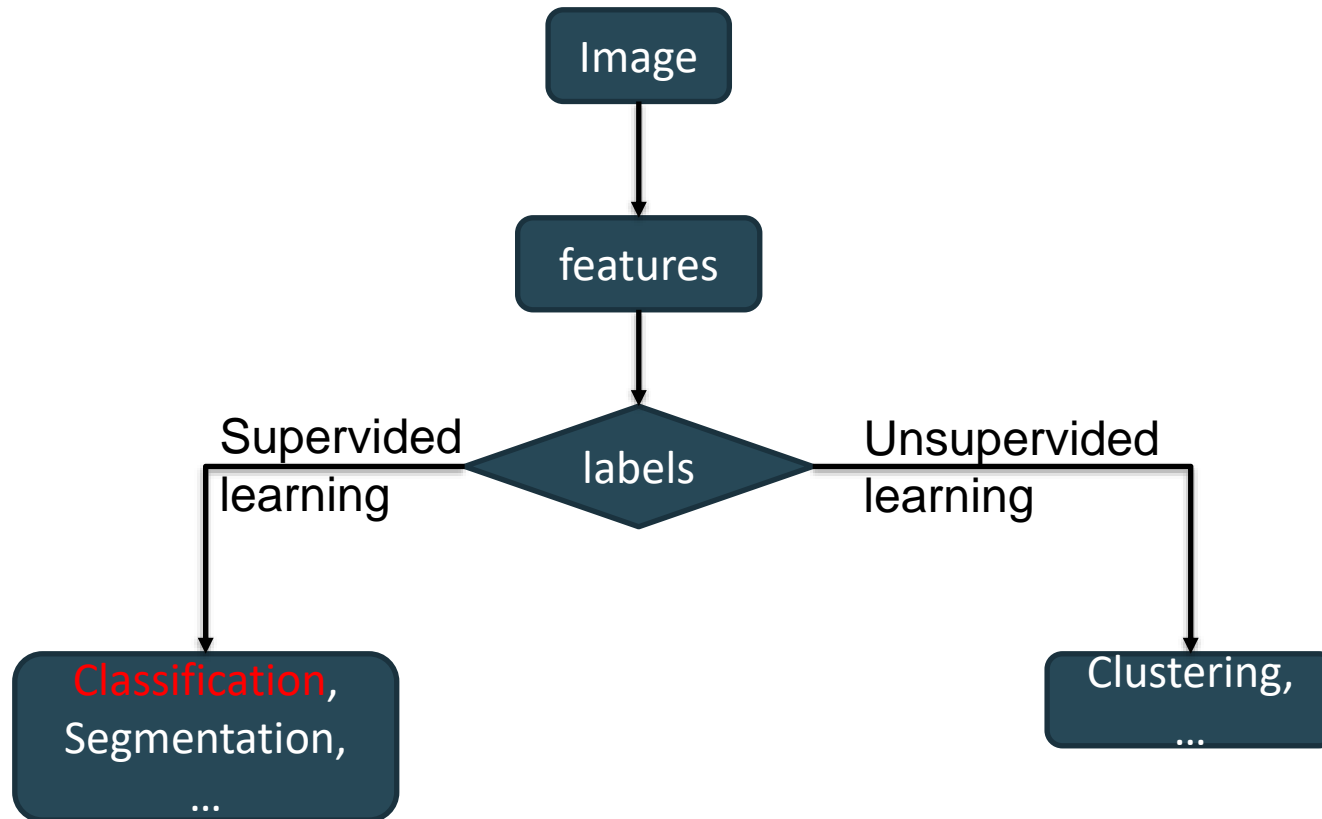 Image
features
Supervided
learning
labels
Unsupervided
learning
Classification,
Segmentation,
...
Clustering,
...